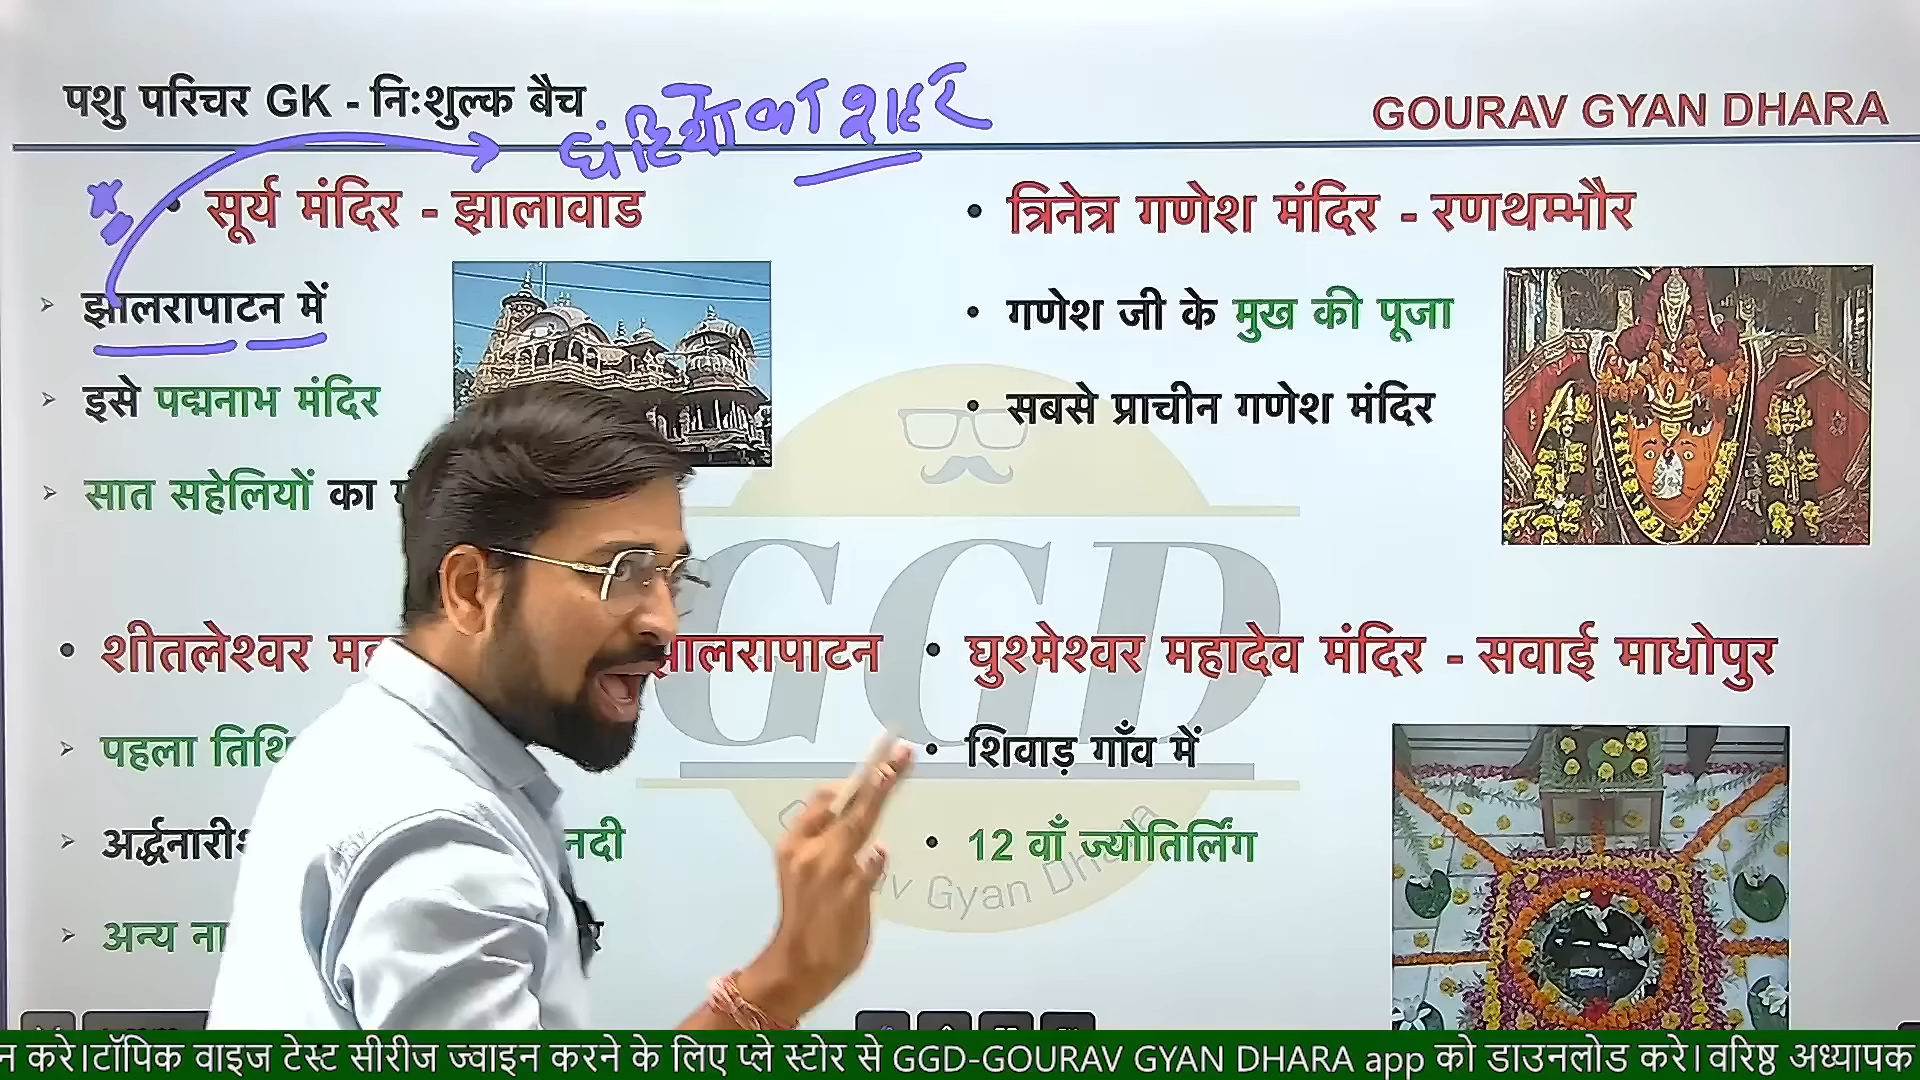 पशु परिचर GK - निःशुल्क बैच
घंटियों का शहर
GOURAV GYAN DHARA
सूर्य मंदिर - झालावाड
झालरापाटन में
इसे पद्मनाभ मंदिर
सात सहेलियों का
त्रिनेत्र गणेश मंदिर - रणथम्भौर
गणेश जी के मुख की पूजा
सबसे प्राचीन गणेश मंदिर
GGD
शीतलेश्वर झालरापाटन
पहला
नदी
अन्य
घुश्मेश्वर महादेव मंदिर - सवाई माधोपुर
शिवाड़ गाँव में
12 वाँ ज्योतिर्लिंग
Gyan Dhara
न करे।टॉपिक वाइज टेस्ट सीरीज ज्वाइन करने के लिए प्ले स्टोर से GGD-GOURAV GYAN DHARA app को डाउनलोड करे।वरिष्ठ अध्यापक